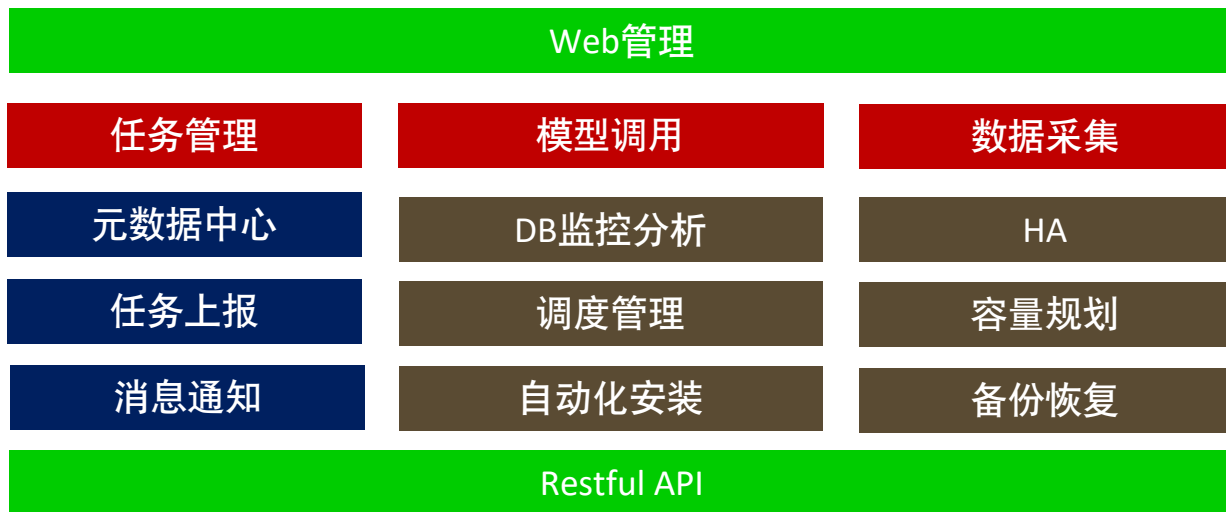 Web管理
任务管理
模型调用
数据采集
元数据中心
DB监控分析
HA
任务上报
调度管理
容量规划
消息通知
自动化安装
备份恢复
Restful API